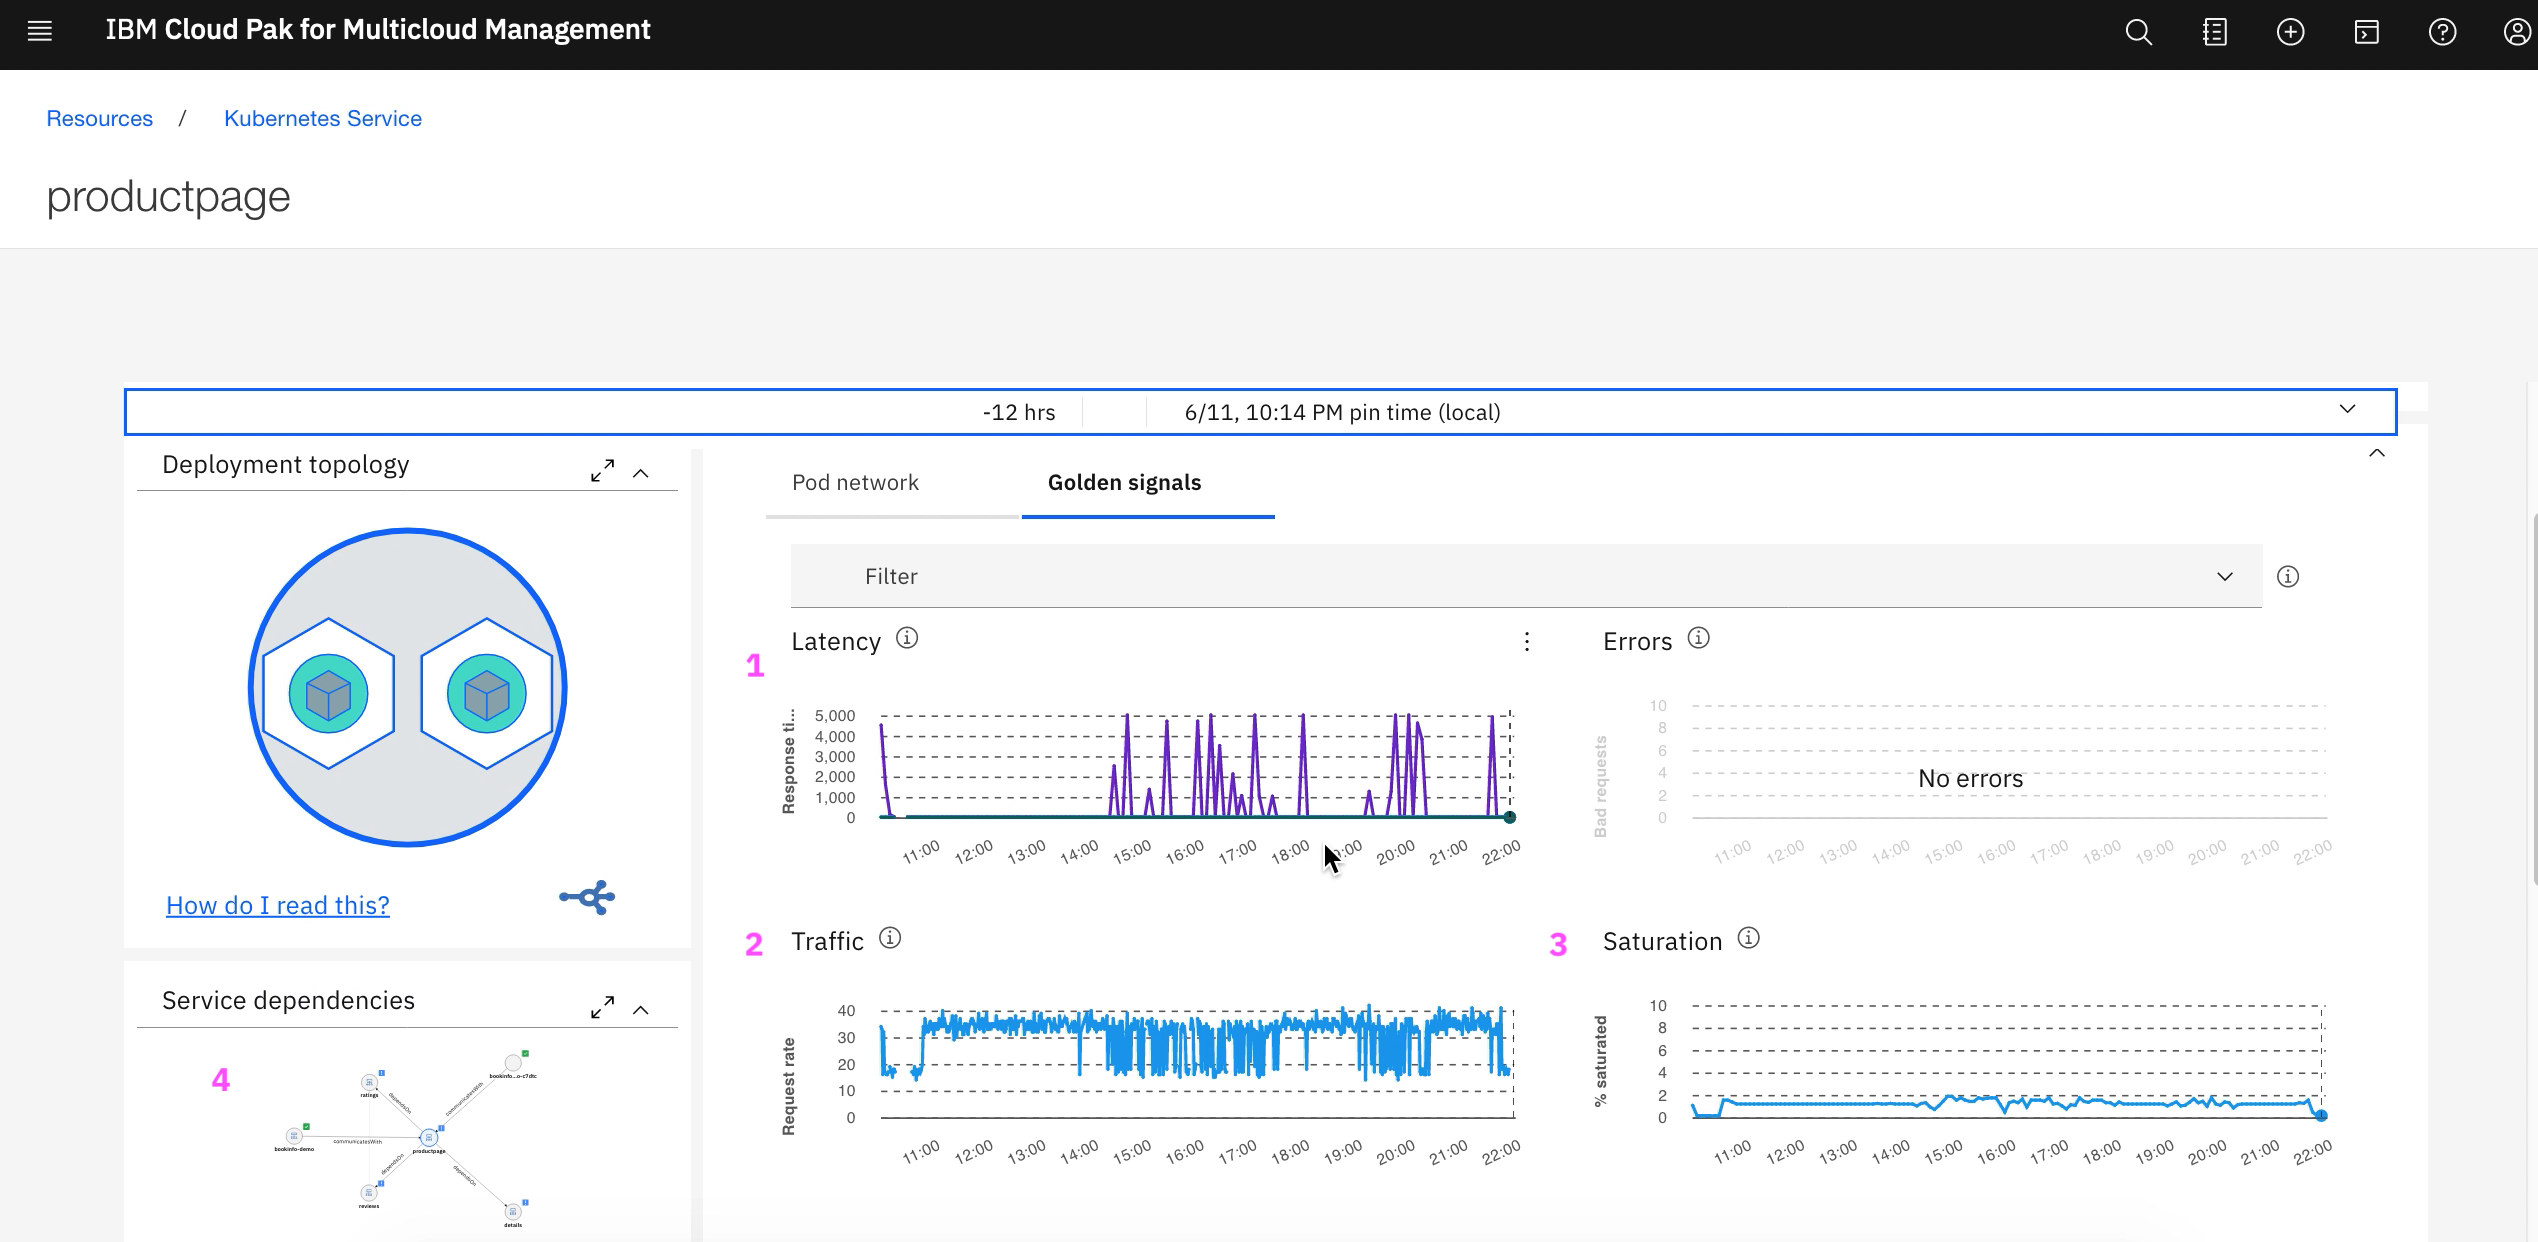 IBM Cloud Pak for Multicloud Management
Resources / Kubernetes Service
productpage
-12 hrs
6/11, 10:14 PM pin time (local)
Deployment topology
How do I read this?
Service dependencies
4
ratings
dependsOn
bookinfo...o-c7dtc
communicatesWith
bookinfo-demo
communicatesWith
productpage
dependsOn
reviews
dependsOn
details
Pod network
Golden signals
Filter
1
Latency
Response ti...
5,000
4,000
3,000
2,000
1,000
0
11:00 12:00 13:00 14:00 15:00 16:00 17:00 18:00 20:00 21:00 22:00
Errors
Bad requests
10
8
6
4
2
0
No errors
11:00 12:00 13:00 14:00 15:00 16:00 17:00 18:00 19:00 20:00 21:00 22:00
2
Traffic
Request rate
40
30
20
10
0
11:00 12:00 13:00 14:00 15:00 16:00 17:00 18:00 19:00 20:00 21:00 22:00
3
Saturation
% saturated
10
8
6
4
2
0
11:00 12:00 13:00 14:00 15:00 16:00 17:00 18:00 19:00 20:00 21:00 22:00